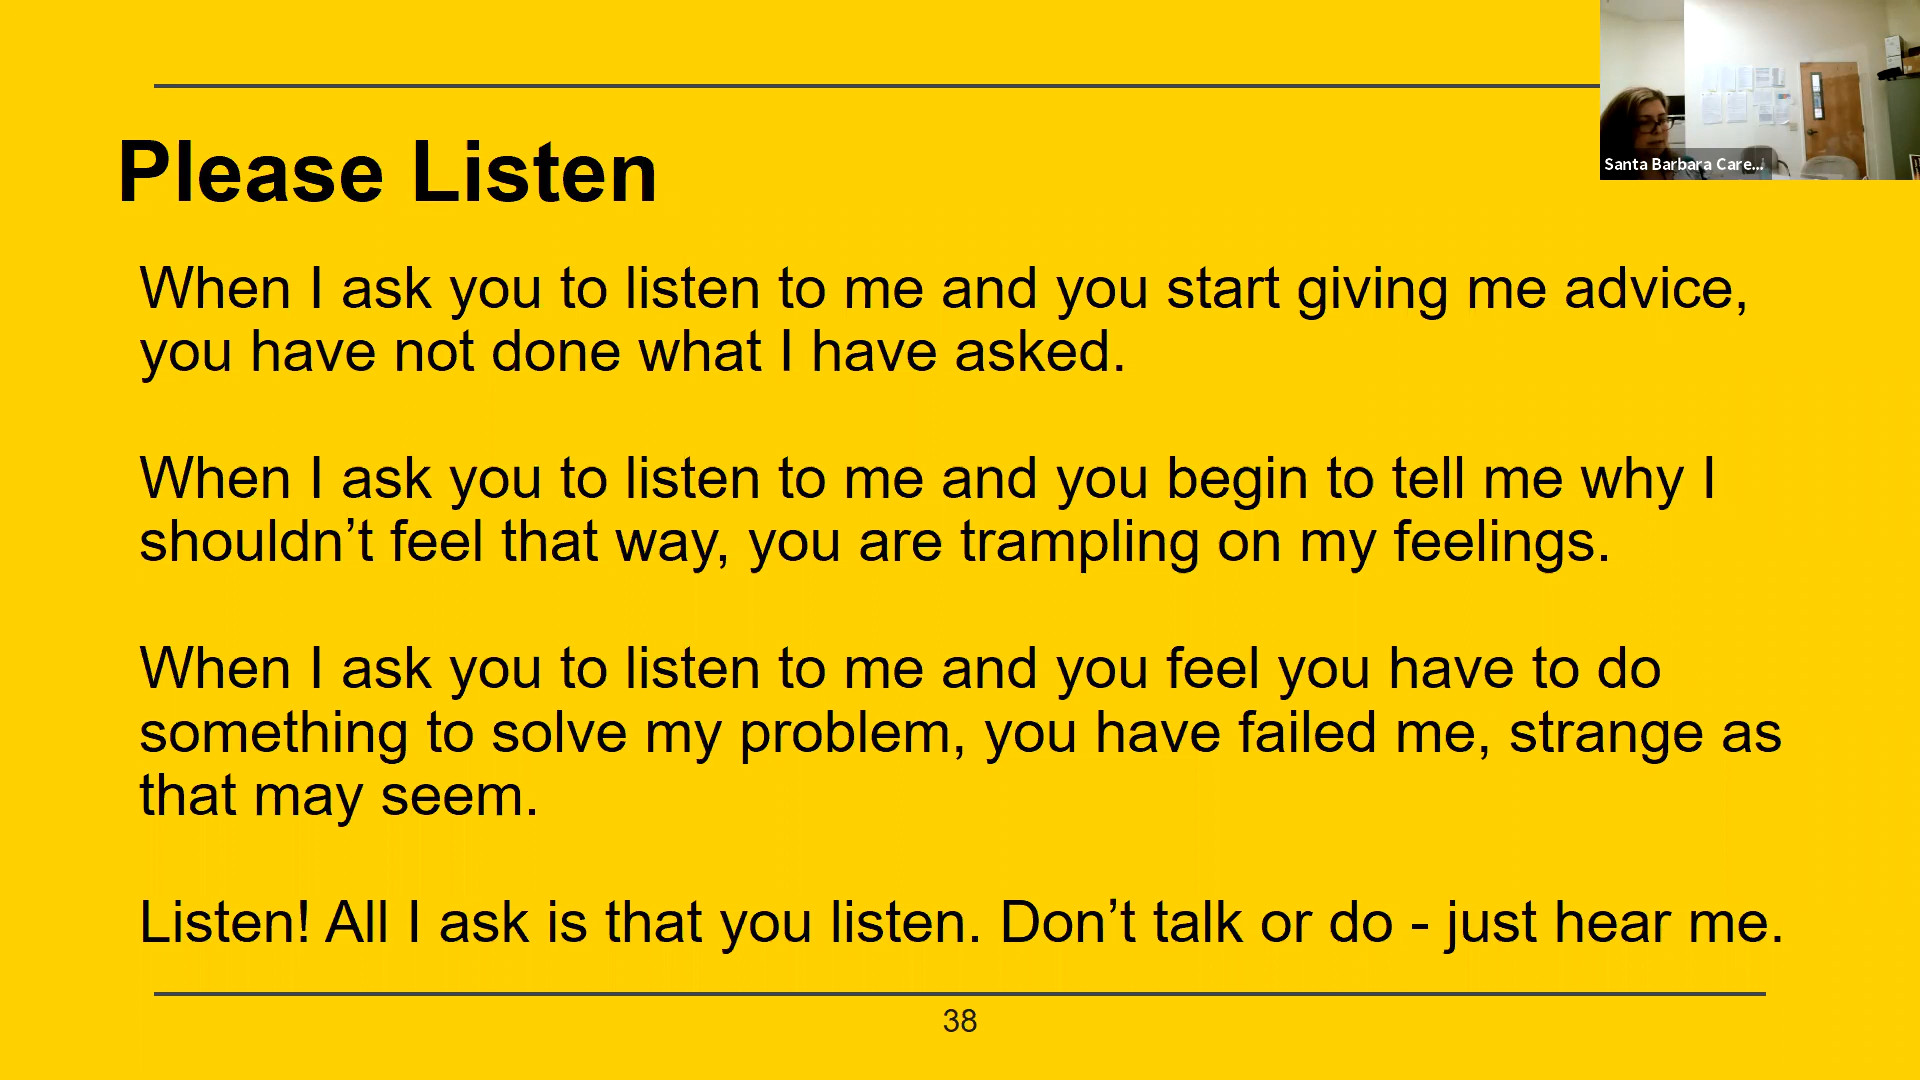 Please Listen
When I ask you to listen to me and you start giving me advice,
you have not done what I have asked.
When I ask you to listen to me and you begin to tell me why I
shouldn’t feel that way, you are trampling on my feelings.
When I ask you to listen to me and you feel you have to do
something to solve my problem, you have failed me, strange as
that may seem.
Listen! All I ask is that you listen. Don’t talk or do - just hear me.
38
Santa Barbara Care...